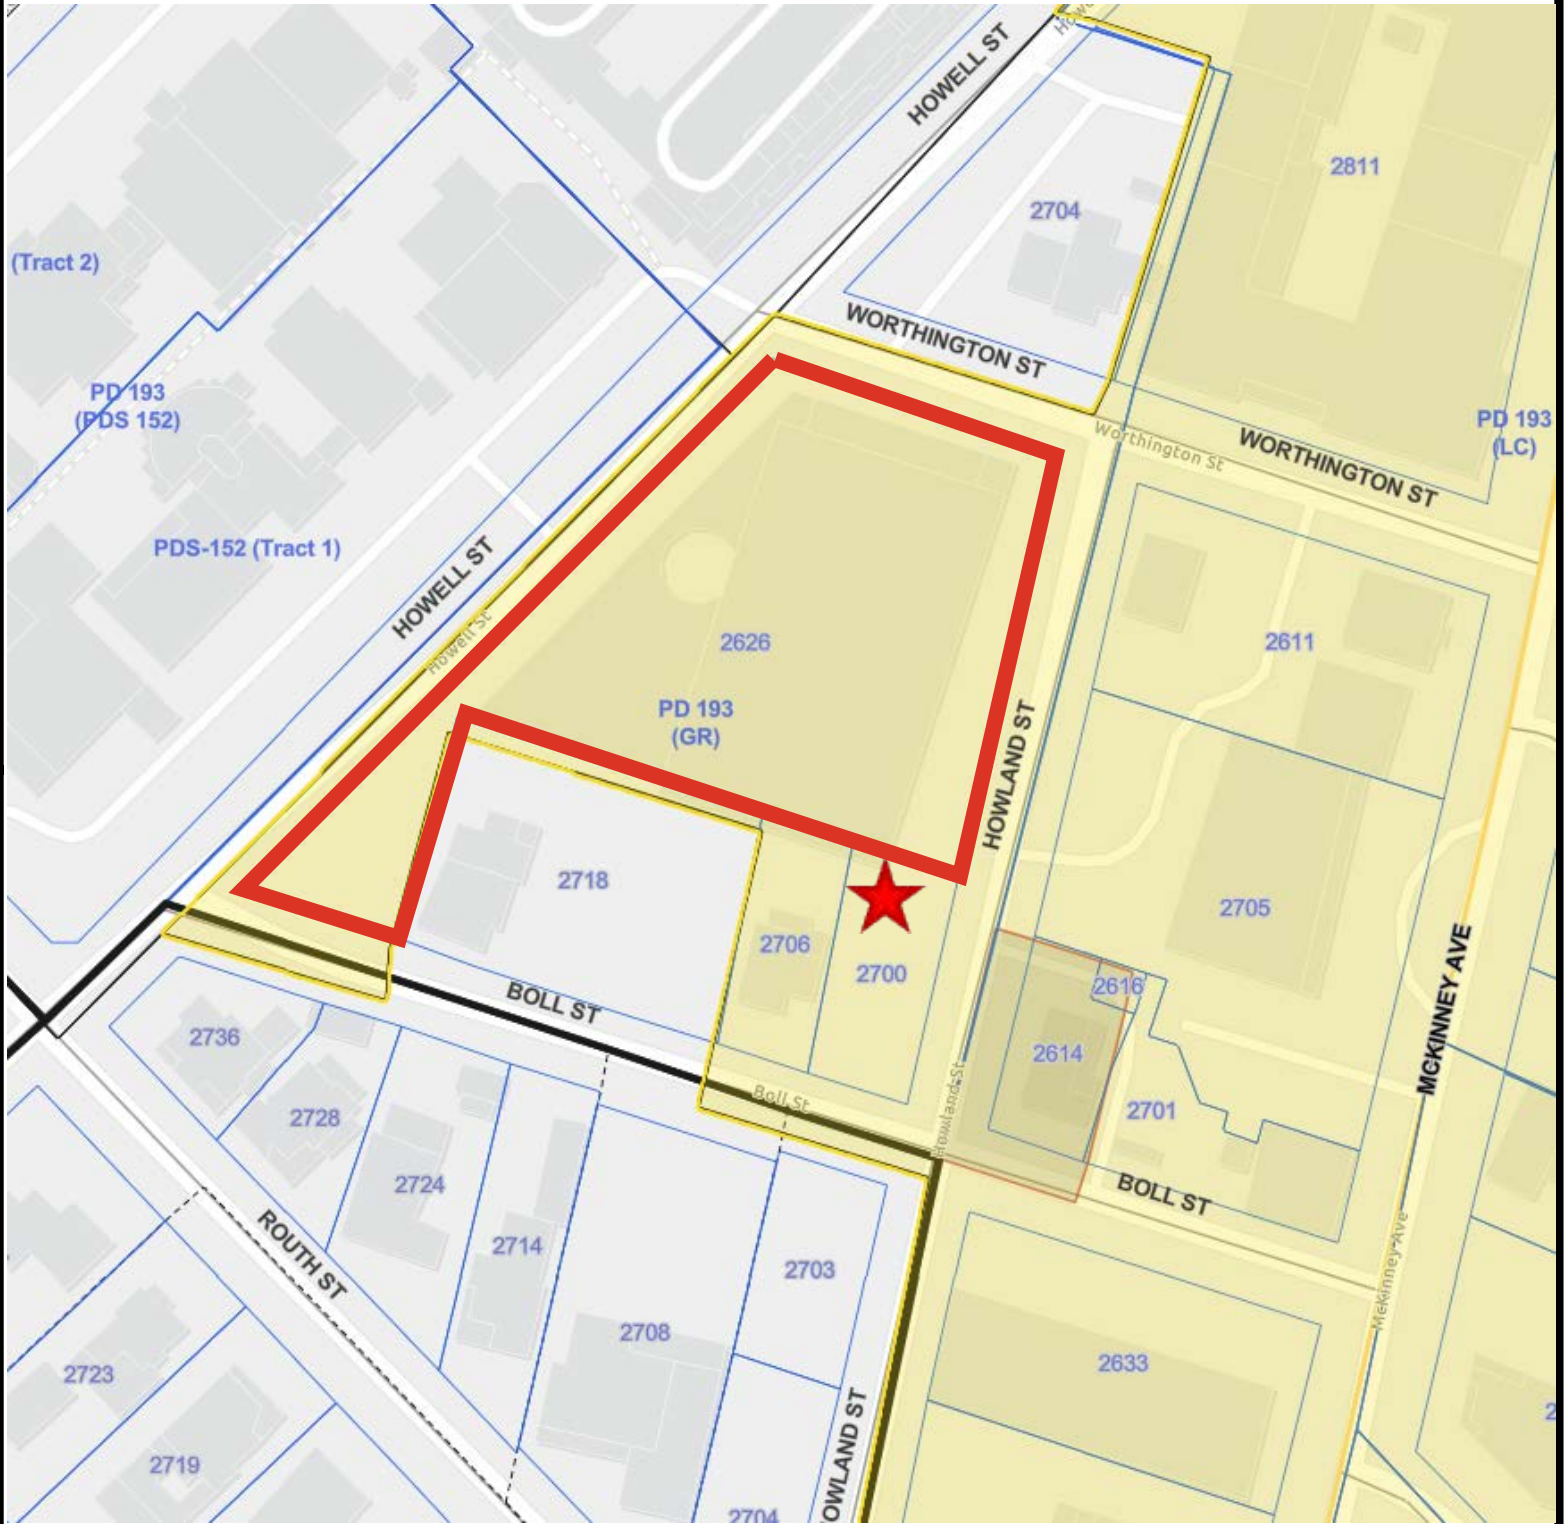 HOWELL ST
2811
2704
(Tract 2)
WORTHINGTON ST
PD 193
(PDS 152)
PD 193
(LC)
Worthington St
WORTHINGTON ST
PDS-152 (Tract 1)
HOWELL ST
Howell St
2626
2611
PD 193
(GR)
HOWLAND ST
2718
2705
2706
2700
2616
MCKINNEY AVE
BOLL ST
2736
2614
Howland St
Boll St
2728
2701
2724
BOLL ST
ROUTH ST
2714
2703
McKinney Ave
2708
2633
2723
OWLAND ST
2719
2704